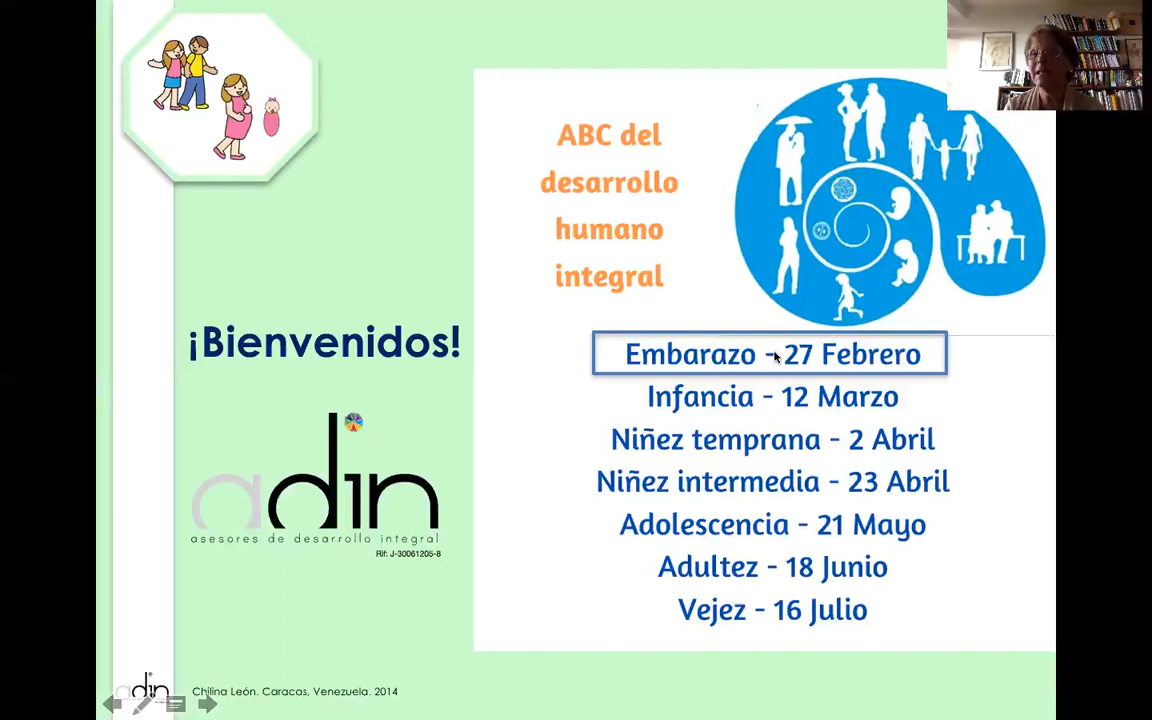 ABC del
desarrollo
humano
integral
¡Bienvenidos!
Embarazo - 27 Febrero
Infancia - 12 Marzo
Niñez temprana - 2 Abril
Niñez intermedia - 23 Abril
Adolescencia - 21 Mayo
Adultez - 18 Junio
Vejez - 16 Julio
adin
asesores de desarrollo integral
Rif: J-30061205-8
adin
Chilina León. Caracas, Venezuela. 2014